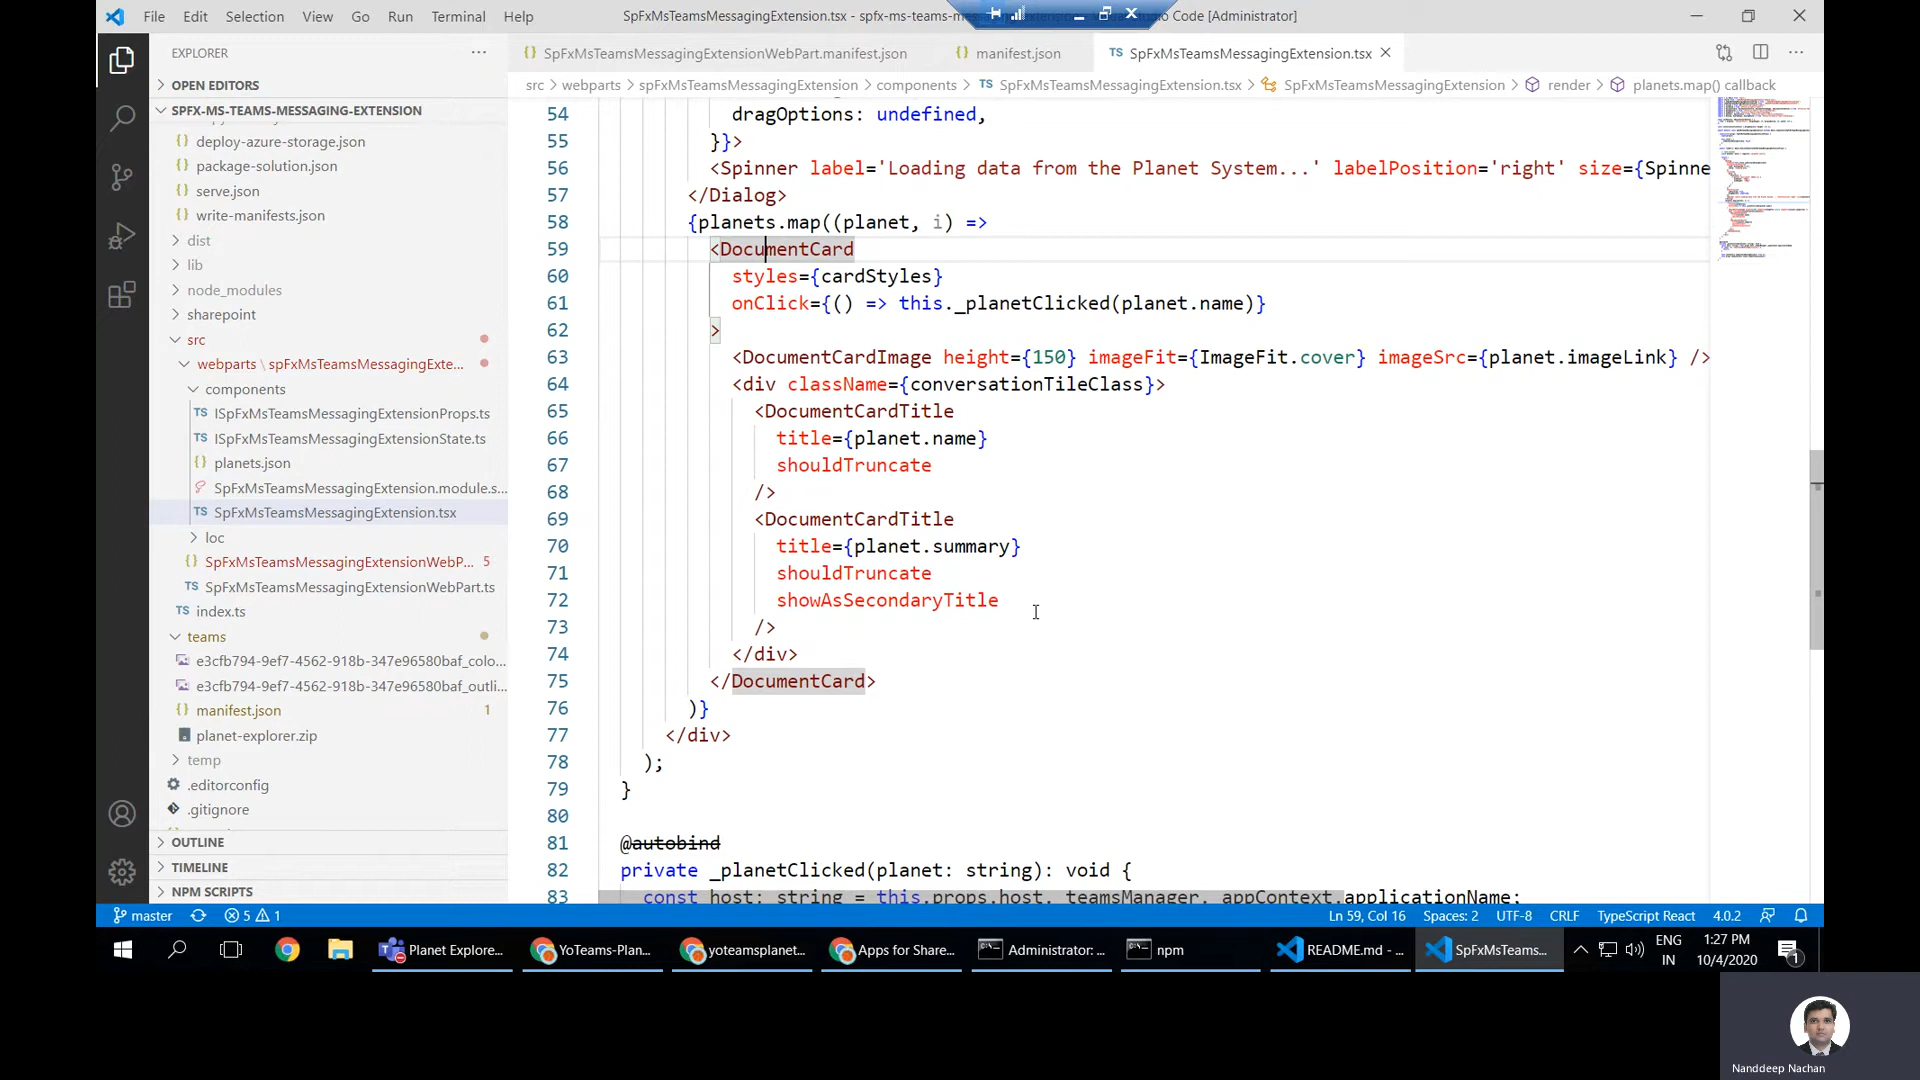 File Edit Selection View Go Run Terminal Help
SpFxMsTeamsMessagingExtension.tsx - spfx-ms-teams-me
Code [Administrator]
EXPLORER
OPEN EDITORS
SPFX-MS-TEAMS-MESSAGING-EXTENSION
deploy-azure-storage.json
package-solution.json
serve.json
write-manifests.json
dist
lib
node_modules
sharepoint
src
webparts \ spFxMsTeamsMessagingExte...
components
ISpFxMsTeamsMessagingExtensionProps.ts
ISpFxMsTeamsMessagingExtensionState.ts
planets.json
SpFxMsTeamsMessagingExtension.module.s...
SpFxMsTeamsMessagingExtension.tsx
loc
SpFxMsTeamsMessagingExtensionWebP... 5
SpFxMsTeamsMessagingExtensionWebPart.ts
index.ts
teams
e3cfb794-9ef7-4562-918b-347e96580baf_colo...
e3cfb794-9ef7-4562-918b-347e96580baf_outli...
manifest.json 1
planet-explorer.zip
temp
.editorconfig
.gitignore
OUTLINE
TIMELINE
NPM SCRIPTS
SpFxMsTeamsMessagingExtensionWebPart.manifest.json manifest.json SpFxMsTeamsMessagingExtension.tsx
src > webparts > spFxMsTeamsMessagingExtension > components > SpFxMsTeamsMessagingExtension.tsx > SpFxMsTeamsMessagingExtension > render > planets.map() callback
54 dragOptions: undefined,
55 }}>
56 <Spinner label='Loading data from the Planet System...' labelPosition='right' size={Spinne
57 </Dialog>
58 {planets.map((planet, i) =>
59 <DocumentCard
60 styles={cardStyles}
61 onClick={() => this._planetClicked(planet.name)}
62 >
63 <DocumentCardImage height={150} imageFit={ImageFit.cover} imageSrc={planet.imageLink} />
64 <div className={conversationTileClass}>
65 <DocumentCardTitle
66 title={planet.name}
67 shouldTruncate
68 />
69 <DocumentCardTitle
70 title={planet.summary}
71 shouldTruncate
72 showAsSecondaryTitle
73 />
74 </div>
75 </DocumentCard>
76 )}
77 </div>
78 );
79 }
80
81 @autobind
82 private _planetClicked(planet: string): void {
83 const host: string = this.props.host._teamsManager._appContext.applicationName;
master 5 1 Ln 59, Col 16 Spaces: 2 UTF-8 CRLF TypeScript React 4.0.2
Planet Explore... YoTeams-Plan... yoteamsplanet... Apps for Share... Administrator: ... npm README.md - ... SpFxMsTeams... ENG IN 1:27 PM 10/4/2020 1
Nanddeep Nachan